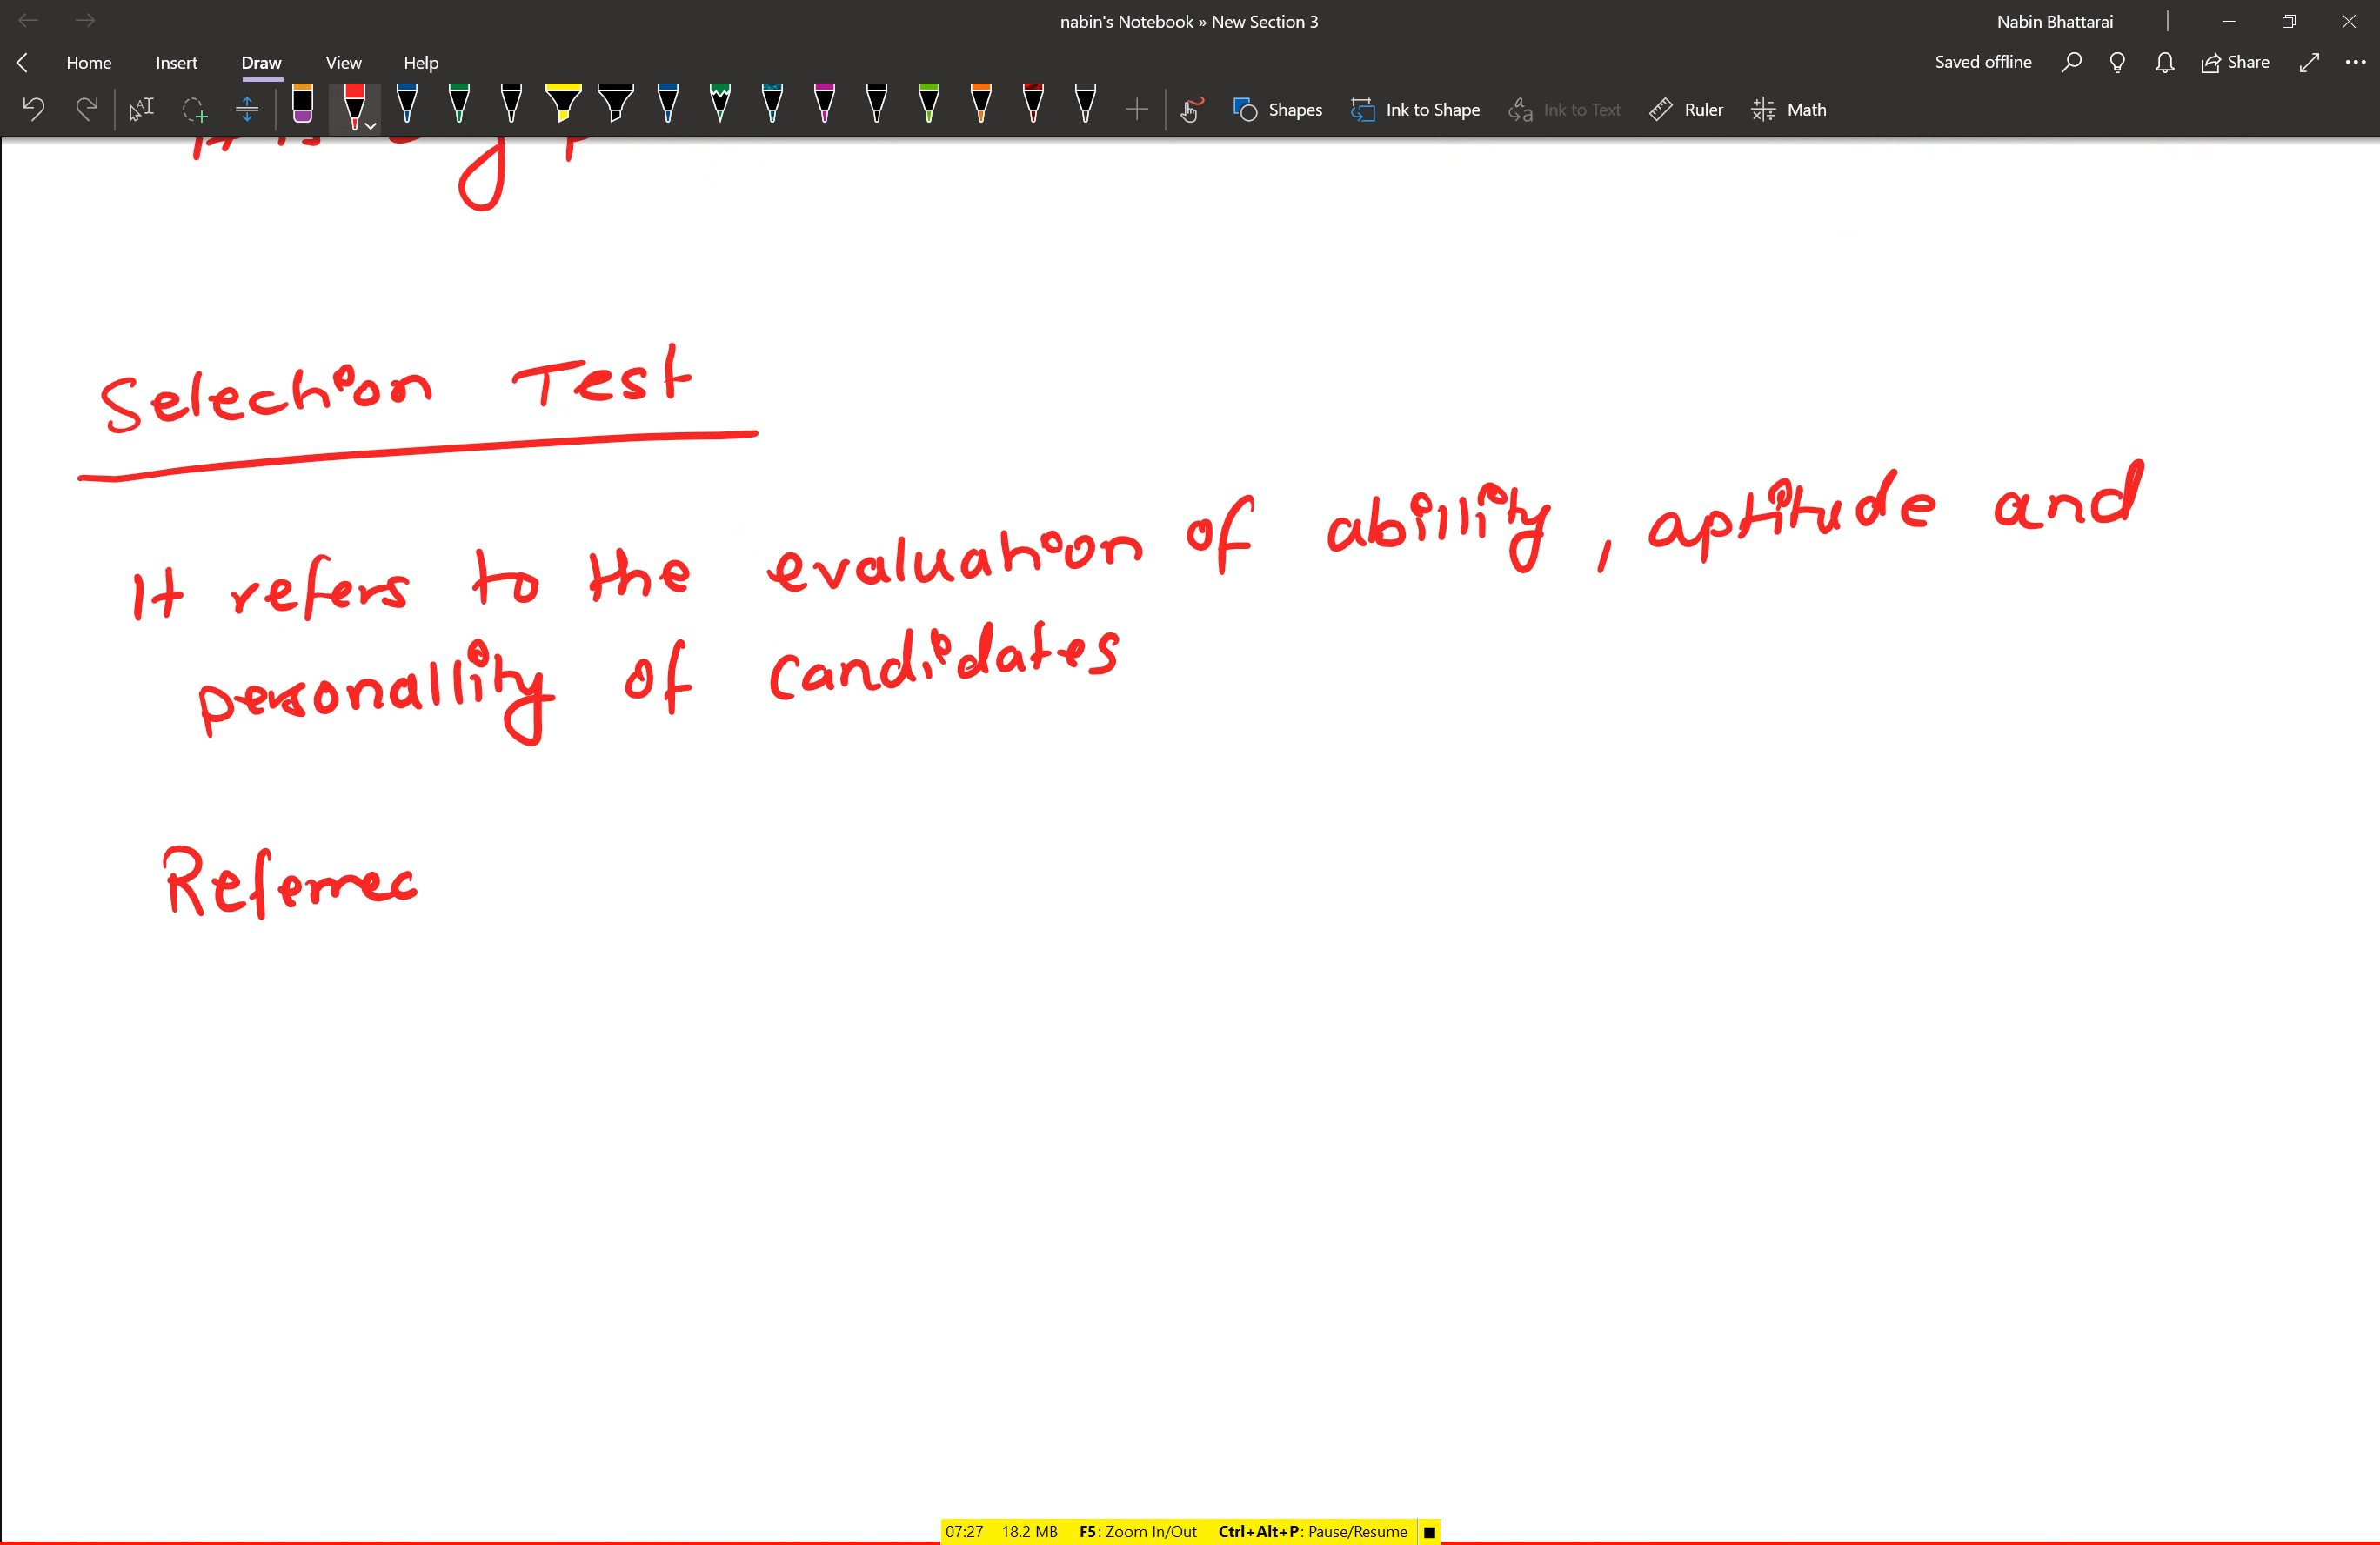 nabin's Notebook » New Section 3
Nabin Bhattarai
Home Insert Draw View Help
Saved offline Share
Shapes Ink to Shape Ink to Text Ruler Math
Selection Test
It refers to the evaluation of ability, aptitude and
personallity of candidates
07:27 18.2 MB F5: Zoom In/Out Ctrl+Alt+P: Pause/Resume